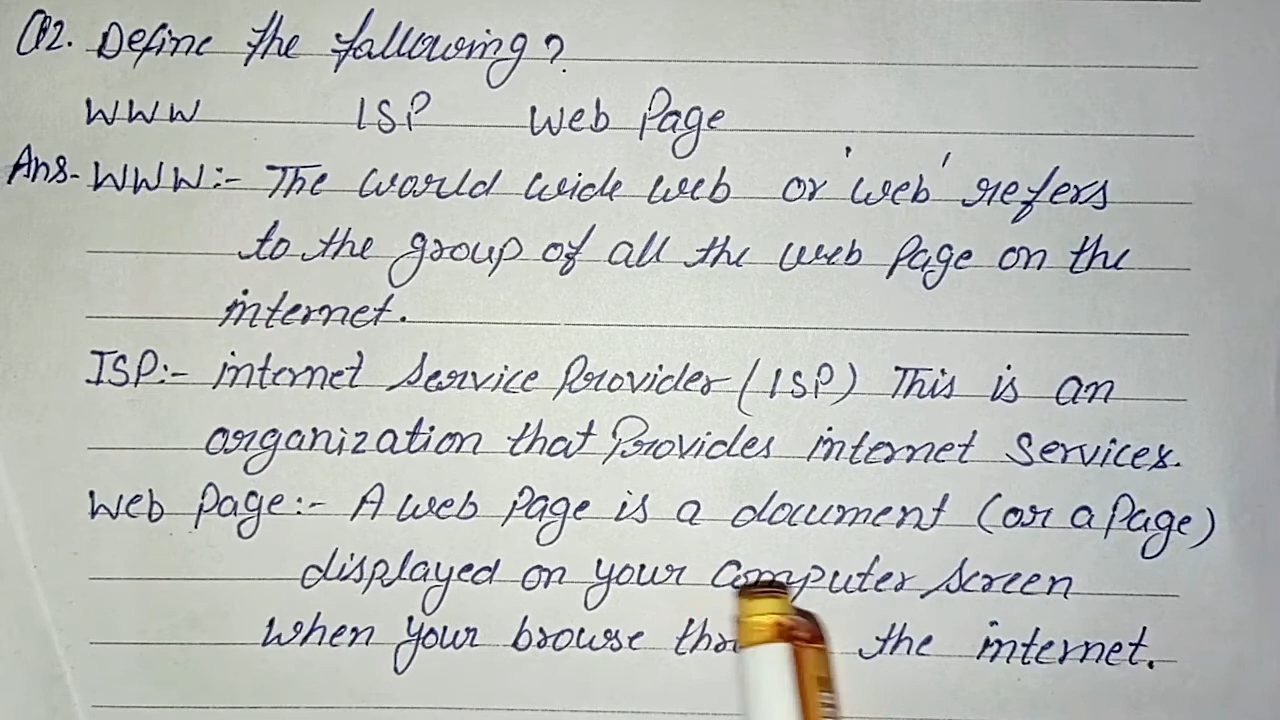 Q2. Define the following?
WWW ISP Web Page
Ans- WWW:- The world wide web or 'web' refers
to the group of all the web Page on the
internet.
ISP:- internet Service Provider (ISP) This is an
organization that Provides internet Services.
Web Page:- A web Page is a document (or a Page)
displayed on your computer Screen
When your browse the internet.